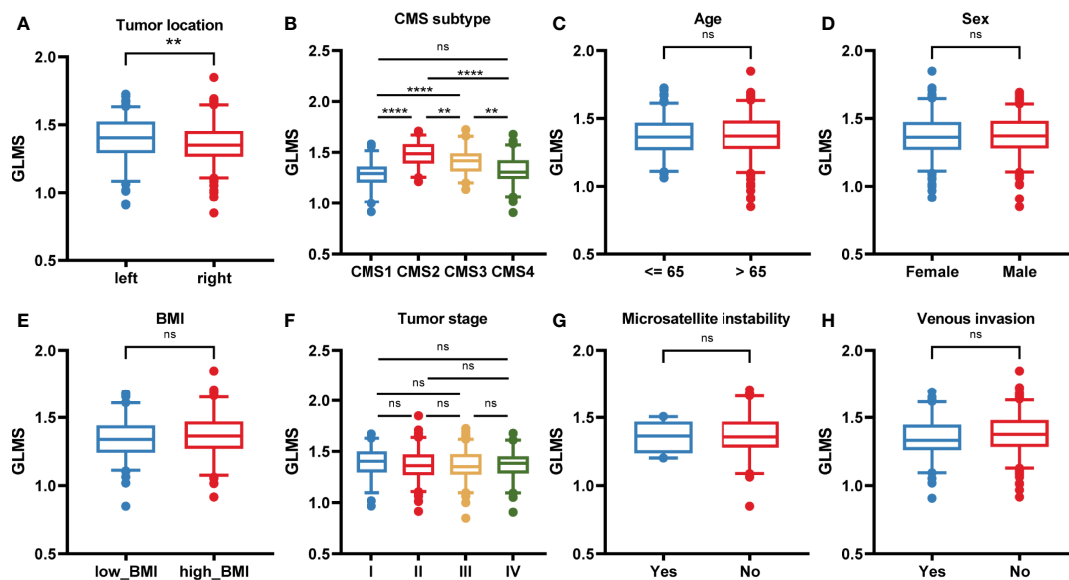 A
Tumor location
**
2.0
1.5
1.0
0.5
GLMS
left right
B
CMS subtype
ns
****
****
**** ** **
2.5
2.0
1.5
1.0
0.5
GLMS
CMS1 CMS2 CMS3 CMS4
C
Age
ns
2.0
1.5
1.0
0.5
GLMS
<= 65 > 65
D
Sex
ns
2.0
1.5
1.0
0.5
GLMS
Female Male
E
BMI
ns
2.0
1.5
1.0
0.5
GLMS
low_BMI high_BMI
F
Tumor stage
ns
ns
ns
ns ns ns
2.5
2.0
1.5
1.0
0.5
GLMS
I II III IV
G
Microsatellite instability
ns
2.0
1.5
1.0
0.5
GLMS
Yes No
H
Venous invasion
ns
2.0
1.5
1.0
0.5
GLMS
Yes No